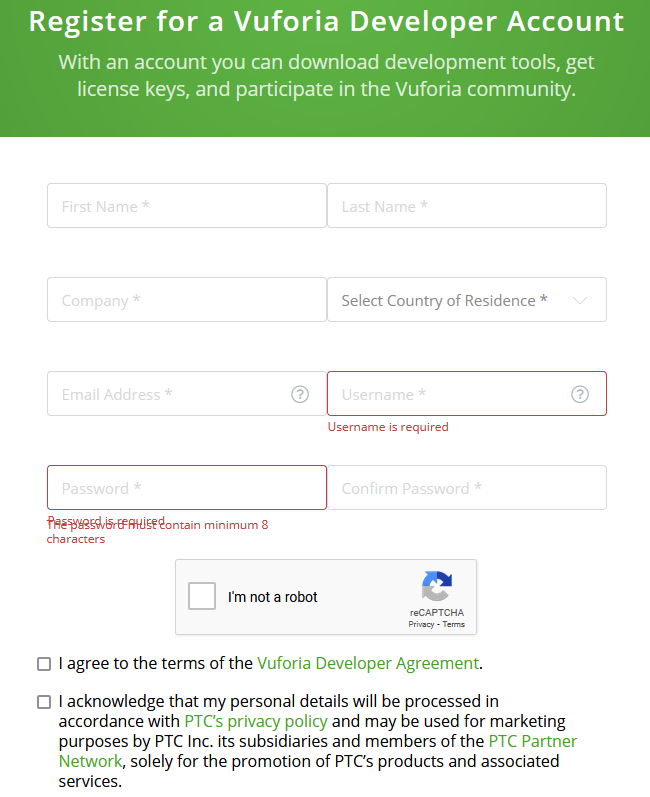 Register for a Vuforia Developer Account
With an account you can download development tools, get
license keys, and participate in the Vuforia community.
First Name *
Last Name *
Company *
Select Country of Residence *
Email Address *
?
Username *
?
Username is required
Password *
Confirm Password *
Password is required
The password must contain minimum 8
characters
I'm not a robot
reCAPTCHA
Privacy - Terms
I agree to the terms of the Vuforia Developer Agreement.
I acknowledge that my personal details will be processed in
accordance with PTC’s privacy policy and may be used for marketing
purposes by PTC Inc. its subsidiaries and members of the PTC Partner
Network, solely for the promotion of PTC’s products and associated
services.